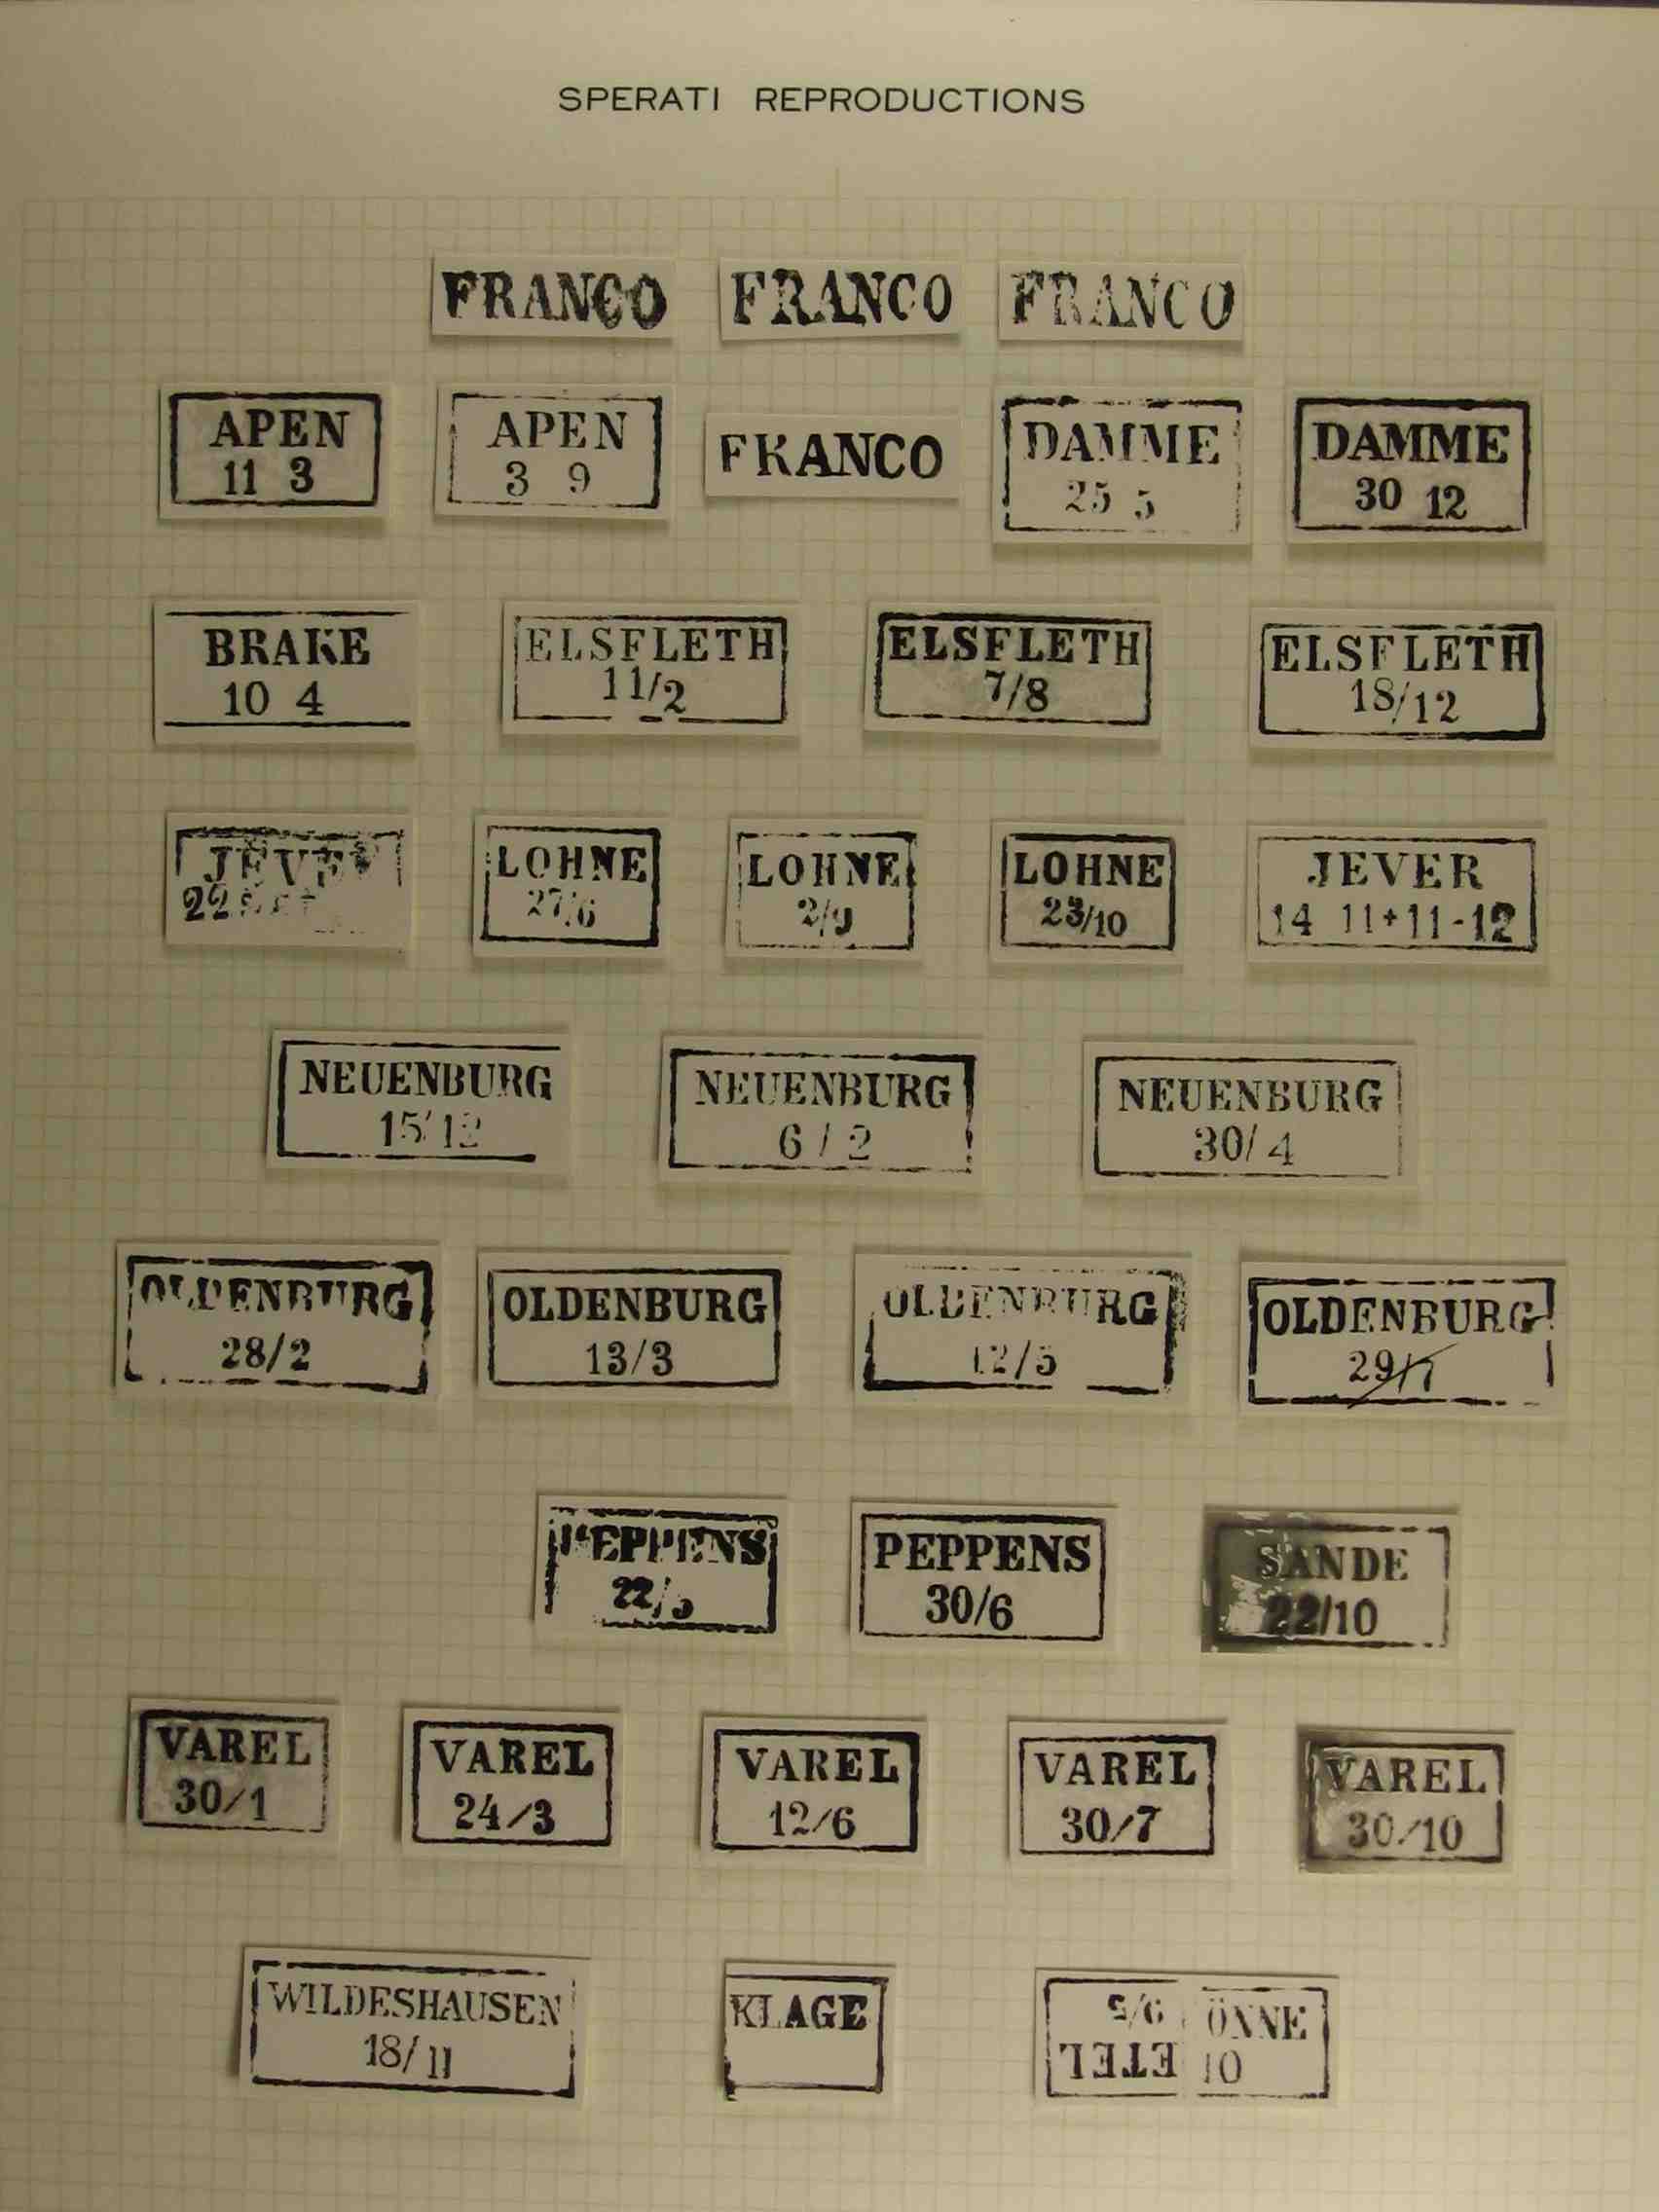 SPERATI REPRODUCTIONS
FRANCO
FRANCO
FRANCO
APEN
11 3
APEN
3 9
FRANCO
DAMME
25 5
DAMME
30 12
BRAKE
10 4
ELSFLETH
11/2
ELSFLETH
7/8
ELSFLETH
18/12
22
LOHNE
27/6
LOHNE
2/9
LOHNE
23/10
JEVER
14 11+11-12
NEUENBURG
15/12
NEUENBURG
6/2
NEUENBURG
30/4
OLDENBURG
28/2
OLDENBURG
13/3
OLDENBURG
12/5
OLDENBURG
29/7
PEPPENS
22/5
PEPPENS
30/6
SANDE
22/10
VAREL
30/1
VAREL
24/3
VAREL
12/6
VAREL
30/7
VAREL
30/10
WILDESHAUSEN
18/11
KLAGE
9/5
ETEL
ÖNNE
10